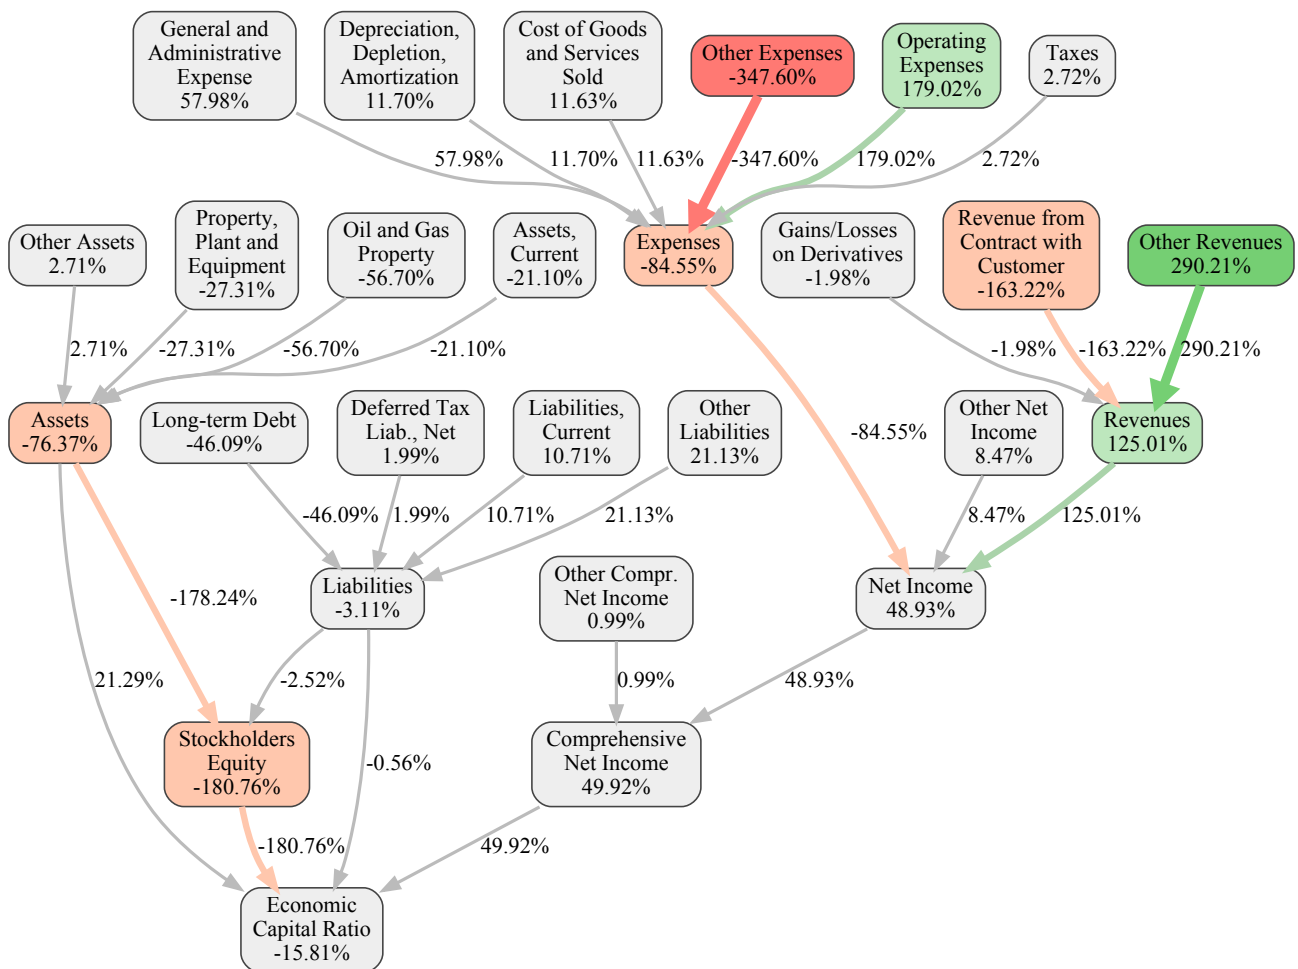 General and
Administrative
Expense
57.98%
Depreciation,
Depletion,
Amortization
11.70%
Cost of Goods
and Services
Sold
11.63%
Other Expenses
-347.60%
Operating
Expenses
179.02%
Taxes
2.72%
57.98%
11.70%
11.63%
-347.60%
179.02%
2.72%
Other Assets
2.71%
Property,
Plant and
Equipment
-27.31%
Oil and Gas
Property
-56.70%
Assets,
Current
-21.10%
Expenses
-84.55%
Gains/Losses
on Derivatives
-1.98%
Revenue from
Contract with
Customer
-163.22%
Other Revenues
290.21%
2.71%
-27.31%
-56.70%
-21.10%
-1.98%
-163.22%
290.21%
Assets
-76.37%
Long-term Debt
-46.09%
Deferred Tax
Liab., Net
1.99%
Liabilities,
Current
10.71%
Other
Liabilities
21.13%
-84.55%
Other Net
Income
8.47%
Revenues
125.01%
-46.09%
1.99%
10.71%
21.13%
8.47%
125.01%
-178.24%
Liabilities
-3.11%
Other Compr.
Net Income
0.99%
Net Income
48.93%
21.29%
-2.52%
0.99%
48.93%
Stockholders
Equity
-180.76%
-0.56%
Comprehensive
Net Income
49.92%
-180.76%
49.92%
Economic
Capital Ratio
-15.81%